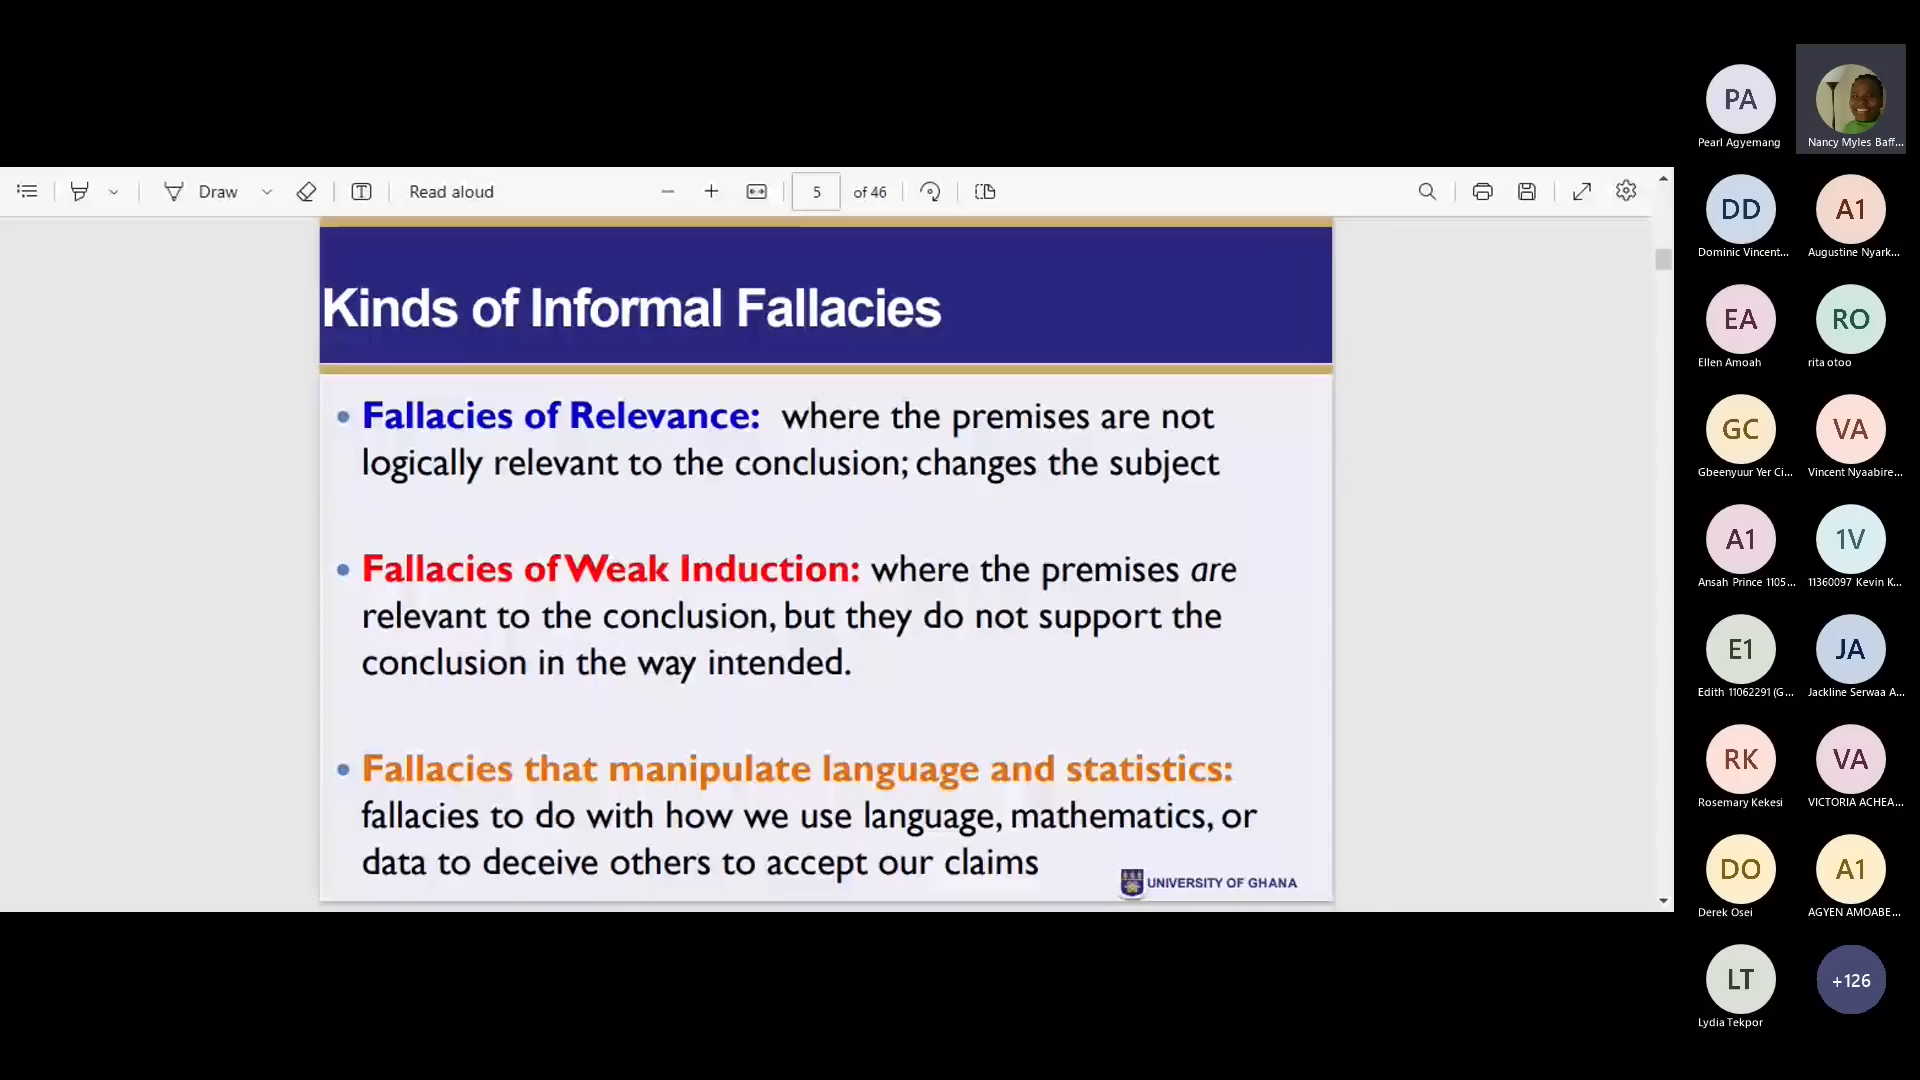 Draw
Read aloud
5
of 46
Kinds of Informal Fallacies
• Fallacies of Relevance: where the premises are not
logically relevant to the conclusion; changes the subject
• Fallacies of Weak Induction: where the premises are
relevant to the conclusion, but they do not support the
conclusion in the way intended.
• Fallacies that manipulate language and statistics:
fallacies to do with how we use language, mathematics, or
data to deceive others to accept our claims
UNIVERSITY OF GHANA
PA
Pearl Agyemang
Nancy Myles Baff...
DD
Dominic Vincent...
A1
Augustine Nyark...
EA
Ellen Amoah
RO
rita otoo
GC
Gbeenyuur Yer Ci...
VA
Vincent Nyaabire...
A1
Ansah Prince 1105...
1V
11360097 Kevin K...
E1
Edith 11062291 (G...
JA
Jackline Serwaa A...
RK
Rosemary Kekesi
VA
VICTORIA ACHEA...
DO
Derek Osei
A1
AGYEN AMOABE...
LT
Lydia Tekpor
+126